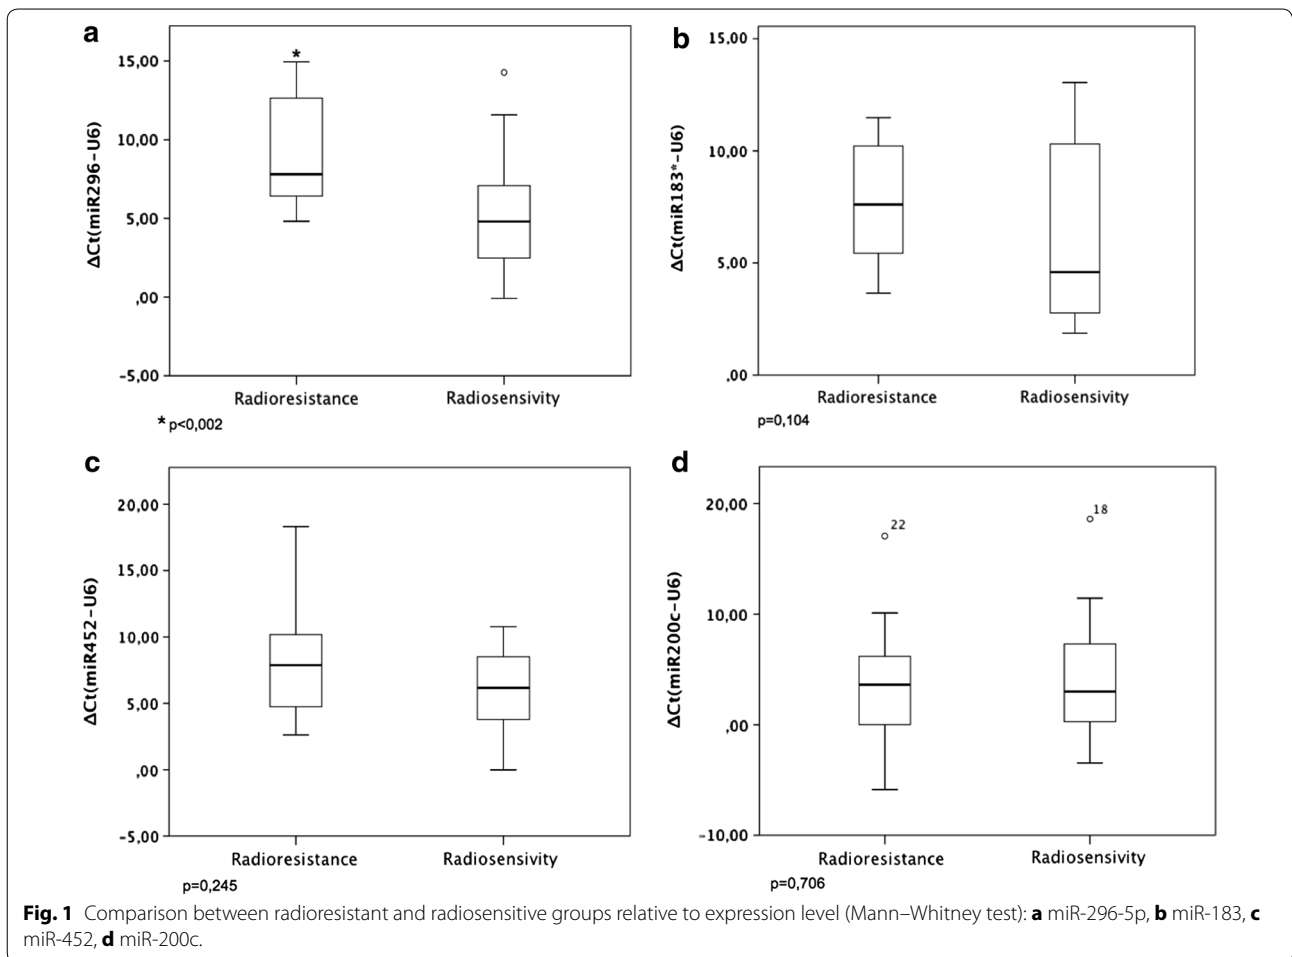 a
*
15,00
10,00
5,00
,00
-5,00
ΔCt(miR296-U6)
Radioresistance
Radiosensivity
* p<0,002
b
15,00
10,00
5,00
,00
ΔCt(miR183*-U6)
Radioresistance
Radiosensivity
p=0,104
c
20,00
15,00
10,00
5,00
,00
-5,00
ΔCt(miR452-U6)
Radioresistance
Radiosensivity
p=0,245
d
22
18
20,00
10,00
,00
-10,00
ΔCt(miR200c-U6)
Radioresistance
Radiosensivity
p=0,706
Fig. 1 Comparison between radioresistant and radiosensitive groups relative to expression level (Mann–Whitney test): a miR-296-5p, b miR-183, c
miR-452, d miR-200c.